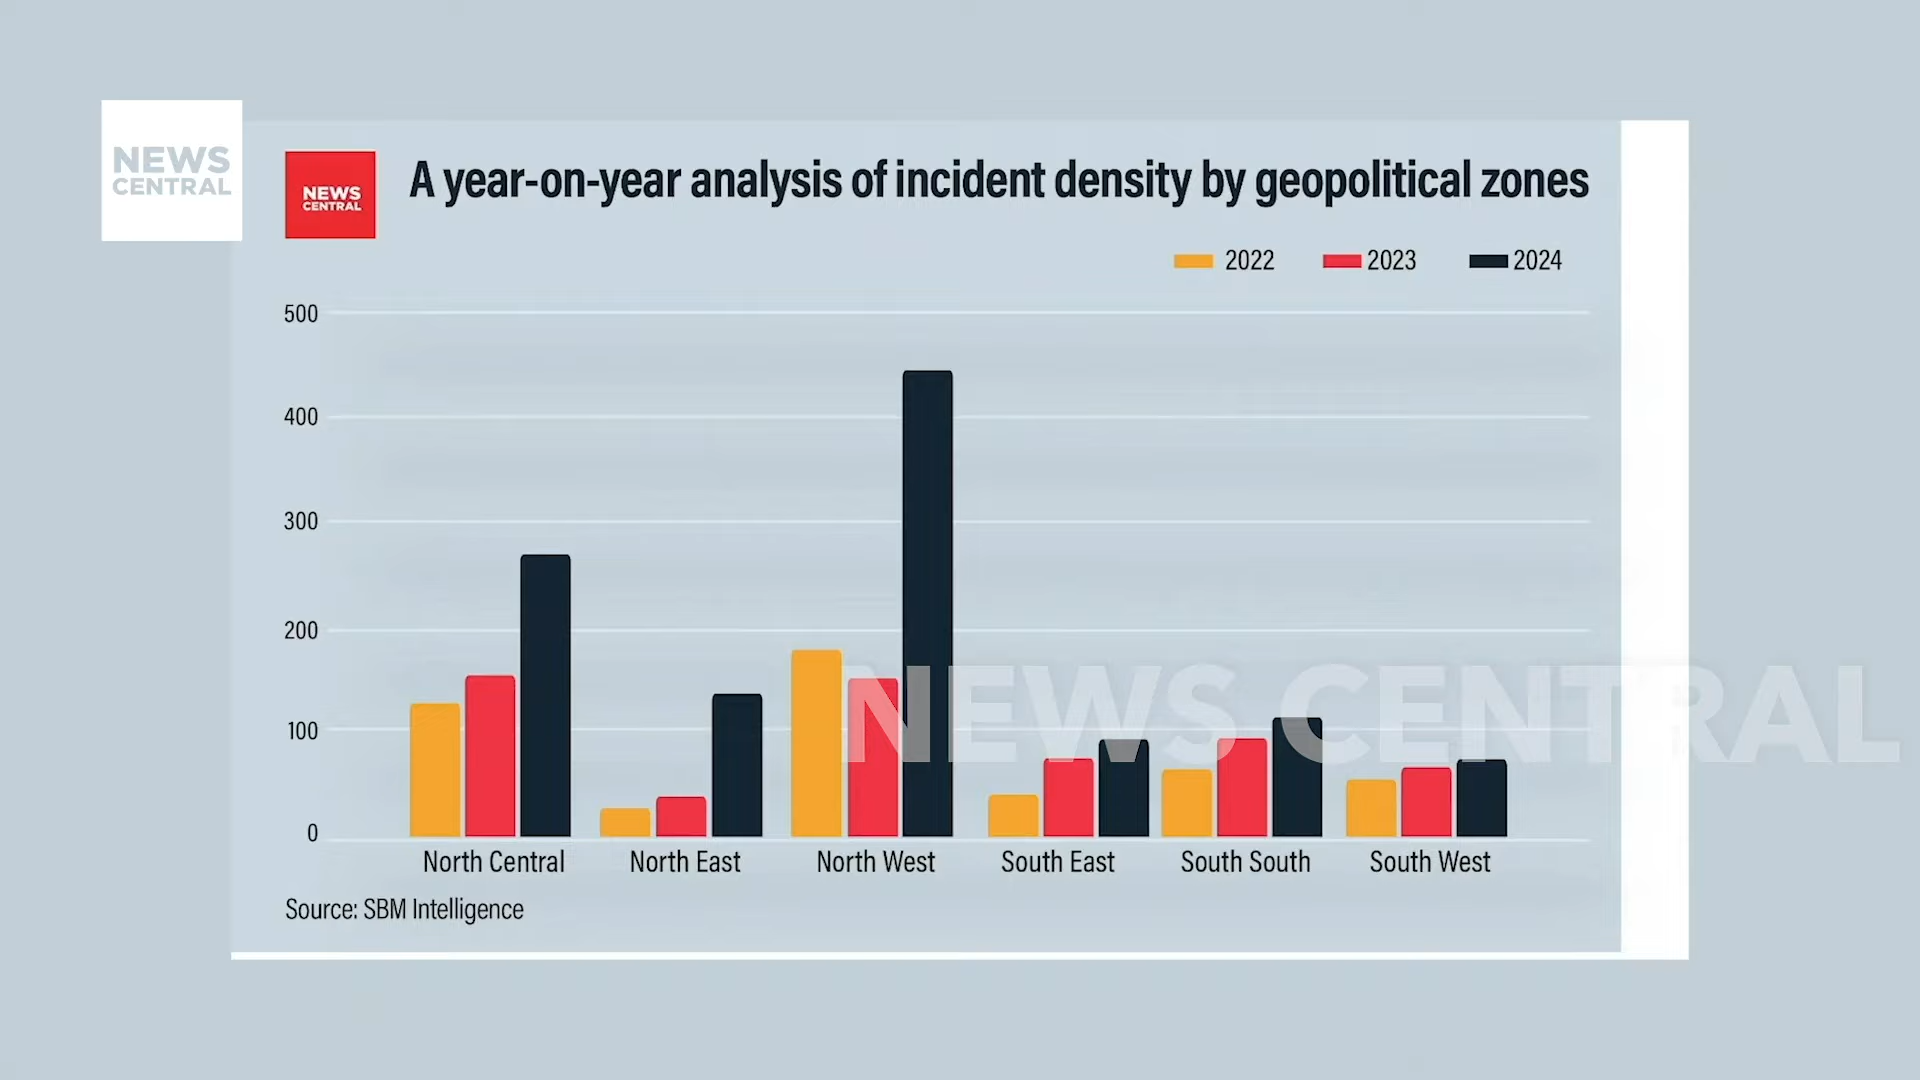 NEWS
CENTRAL
NEWS
CENTRAL
A year-on-year analysis of incident density by geopolitical zones
2022 2023 2024
500
400
300
200
100
0
North Central North East North West South East South South South West
Source: SBM Intelligence
NEWS CENTRAL